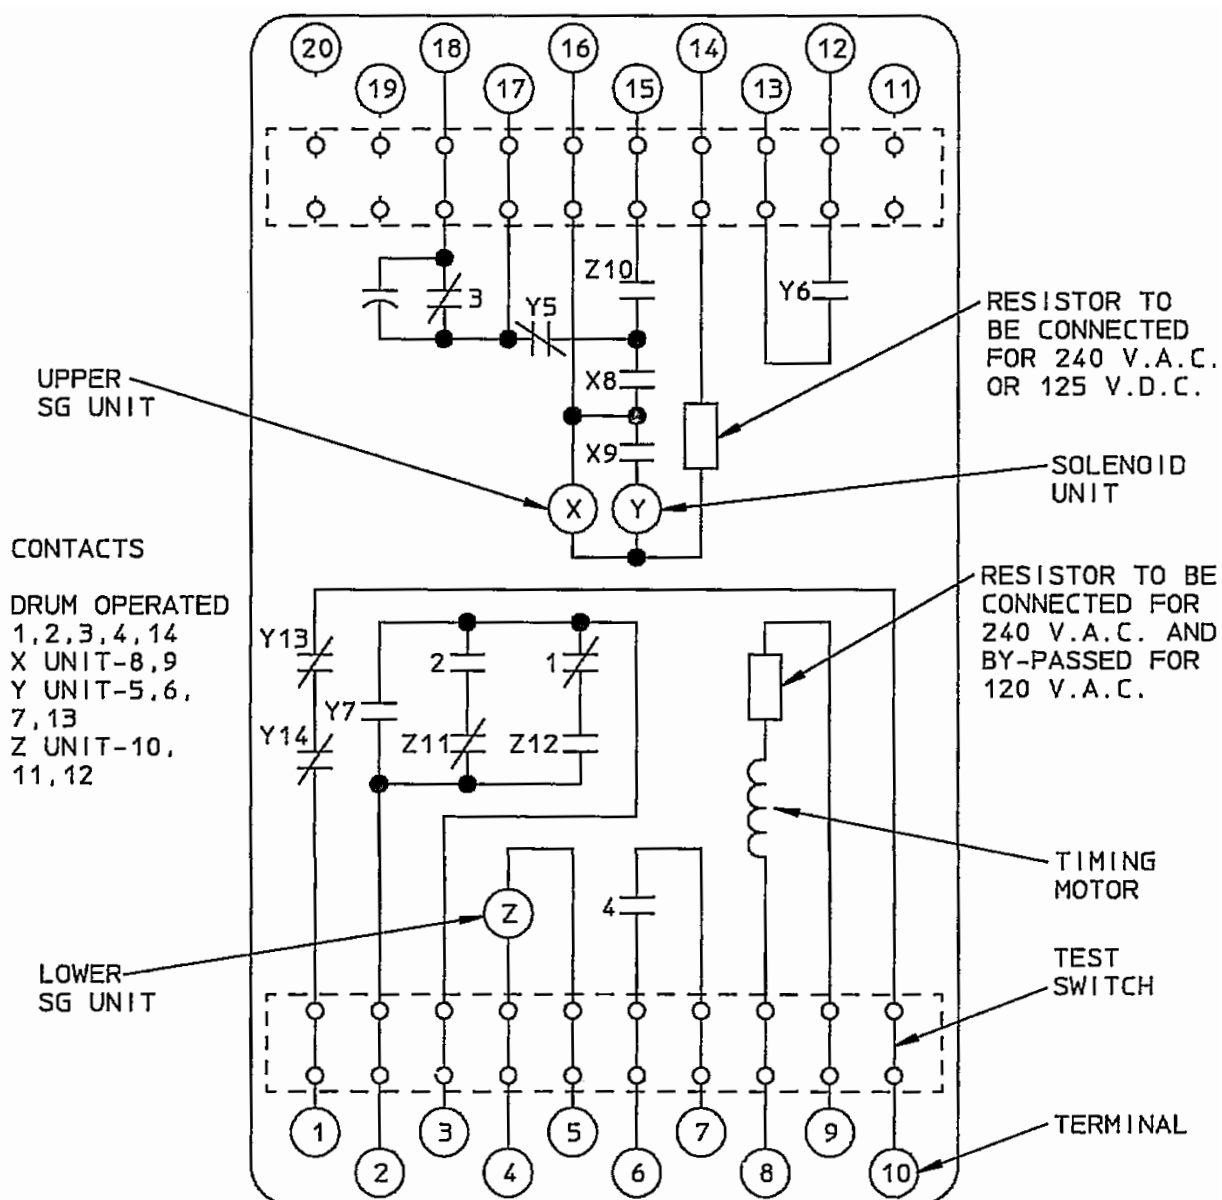 20
18
16
14
12
19
17
15
13
11
Z10
3
Y5
Y6
RESISTOR TO
BE CONNECTED
FOR 240 V.A.C.
OR 125 V.D.C.
UPPER
SG UNIT
X8
X9
SOLENOID
UNIT
X
Y
CONTACTS
DRUM OPERATED
1,2,3,4,14
X UNIT-8,9
Y UNIT-5,6,
7,13
Z UNIT-10,
11,12
RESISTOR TO BE
CONNECTED FOR
240 V.A.C. AND
BY-PASSED FOR
120 V.A.C.
Y13
2
1
Y7
Y14
Z11
Z12
TIMING
MOTOR
Z
4
LOWER
SG UNIT
TEST
SWITCH
1
3
5
7
9
TERMINAL
2
4
6
8
10